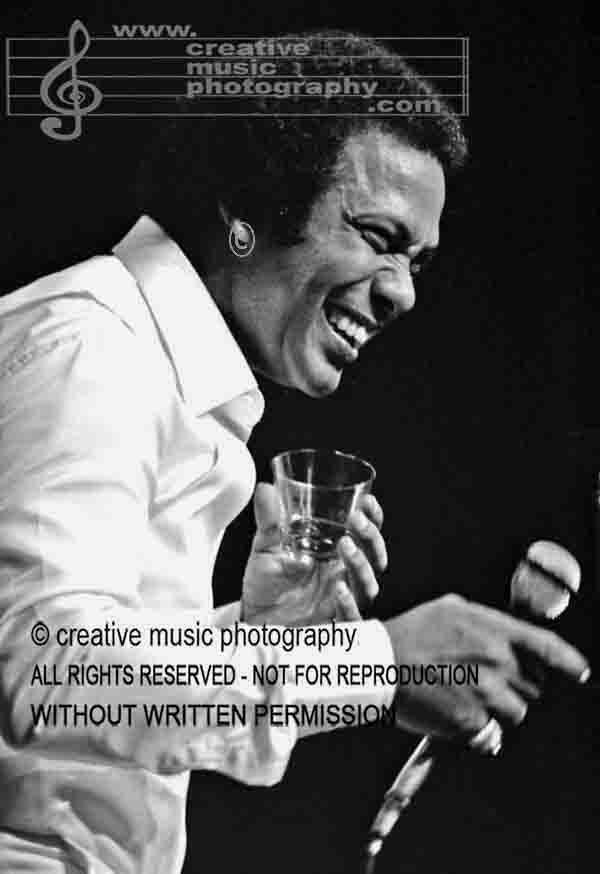 www.
creative
music
photography
.com
© creative music photography
ALL RIGHTS RESERVED - NOT FOR REPRODUCTION
WITHOUT WRITTEN PERMISSION